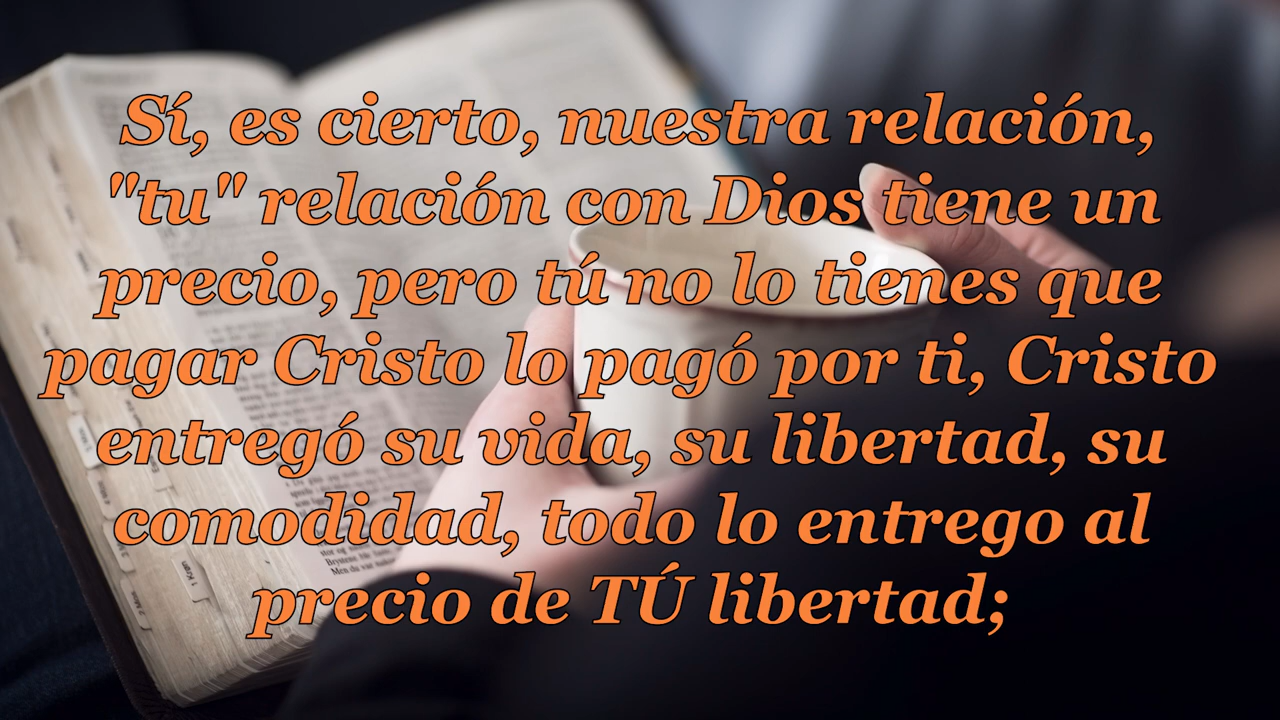 Sí, es cierto, nuestra relación,
"tu" relación con Dios tiene un
precio, pero tú no lo tienes que
pagar Cristo lo pagó por ti, Cristo
entregó su vida, su libertad, su
comodidad, todo lo entrego al
precio de TÚ libertad;